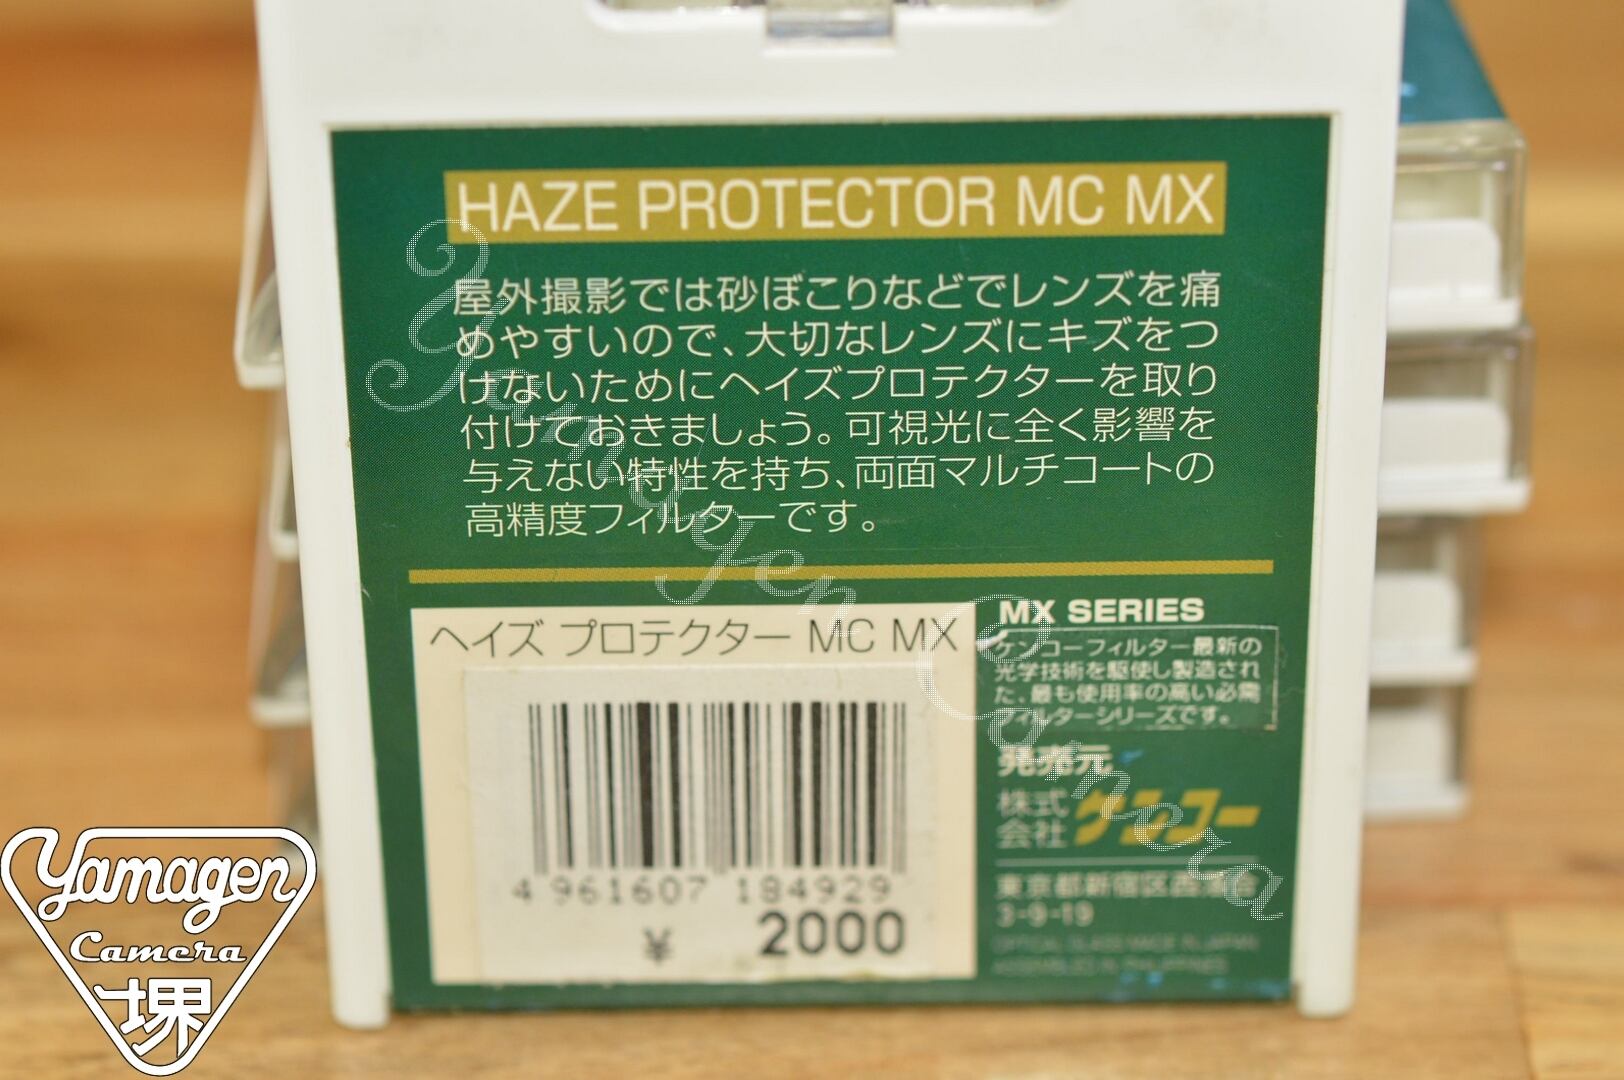 HAZE PROTECTOR MC MX
屋外撮影では砂ぼこりなどでレンズを痛
めやすいので、大切なレンズにキズをつ
けないためにヘイズプロテクターを取り
付けておきましょう。可視光に全く影響を
与えない特性を持ち、両面マルチコートの
高精度フィルターです。
ヘイズ プロテクター MC MX
4 961607 184929
¥ 2000
MX SERIES
ケンコーフィルター最新の
光学技術を駆使し製造され
た、最も使用率の高い必需
フィルターシリーズです。
発売元
株式会社 ケンコー
東京都新宿区西落合
3-9-19
OPTICAL GLASS MADE IN JAPAN
ASSEMBLED IN PHILIPPINES
Yamagen Camera
Yamagen
Camera
堺